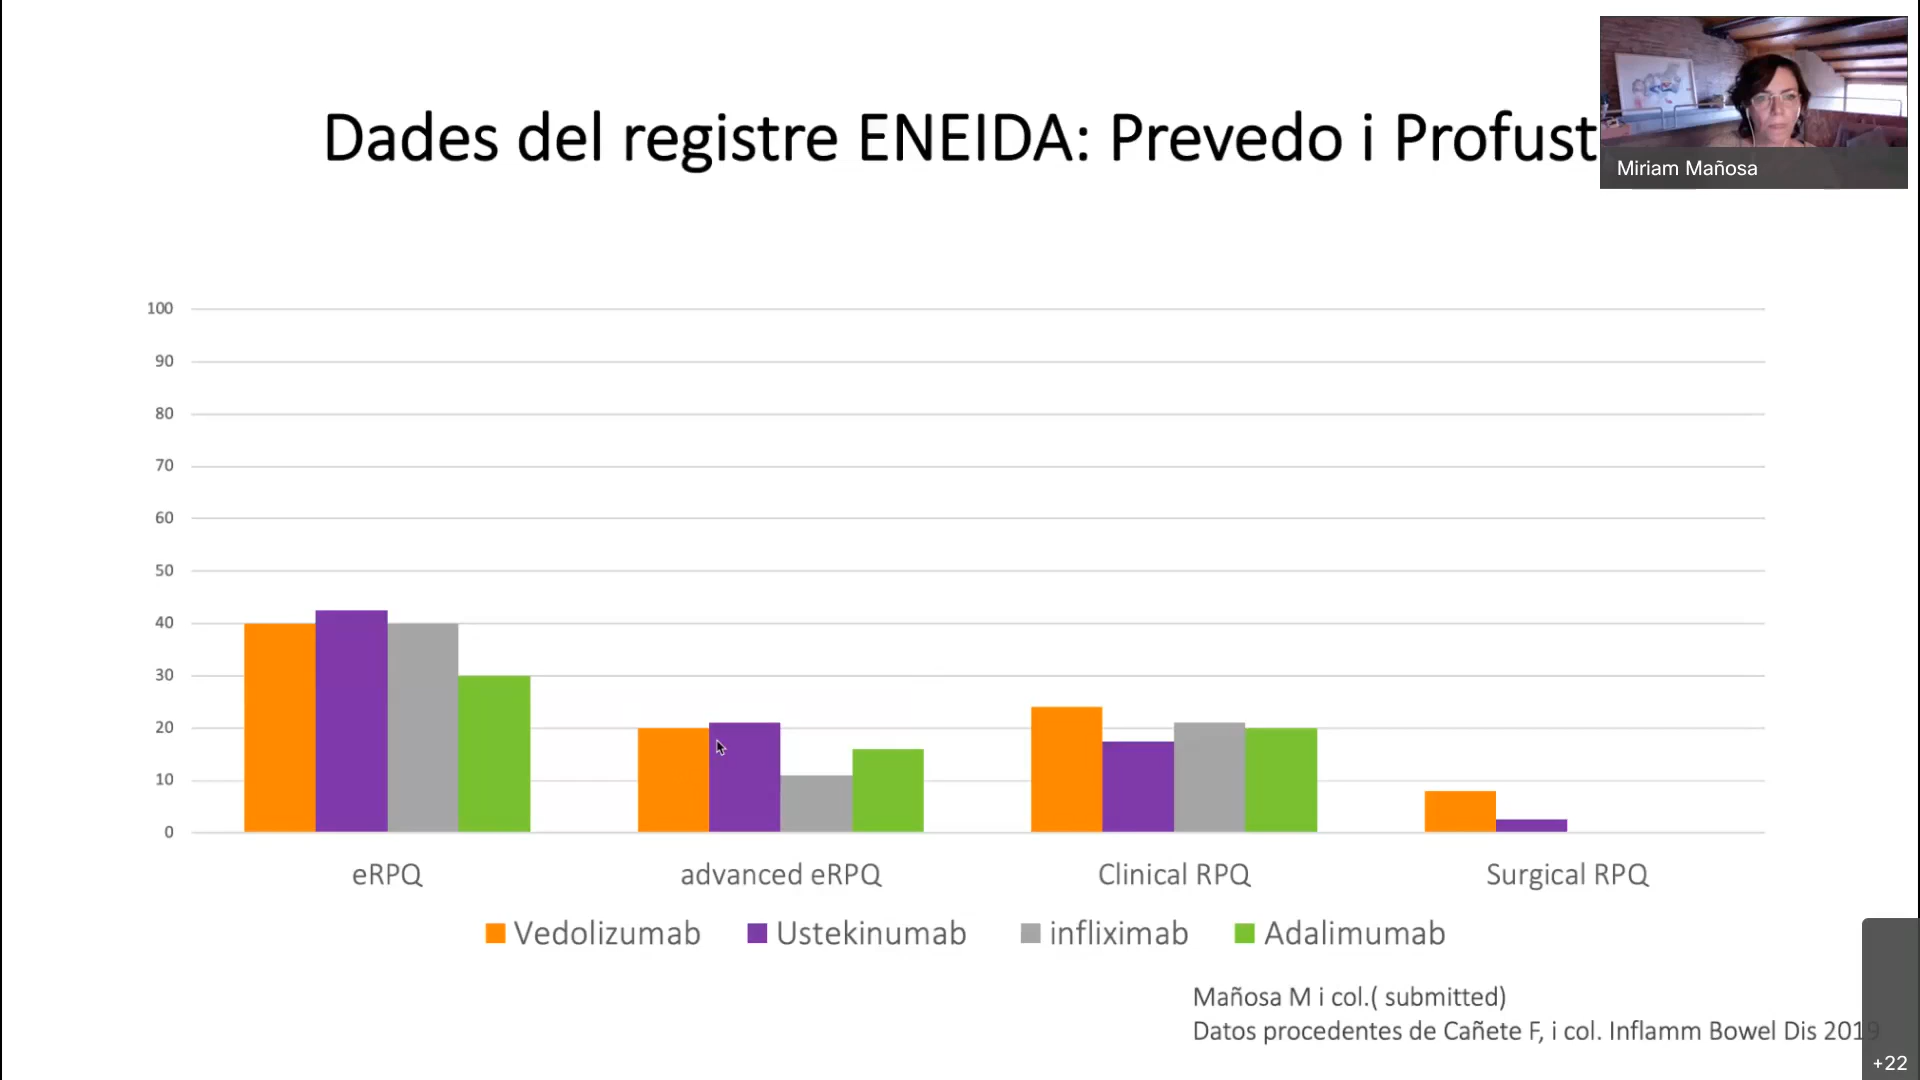 Dades del registre ENEIDA: Prevedo i Profust
Miriam Mañosa
100
90
80
70
60
50
40
30
20
10
0
eRPQ advanced eRPQ Clinical RPQ Surgical RPQ
Vedolizumab Ustekinumab infliximab Adalimumab
Mañosa M i col.( submitted)
Datos procedentes de Cañete F, i col. Inflamm Bowel Dis 2019
+22